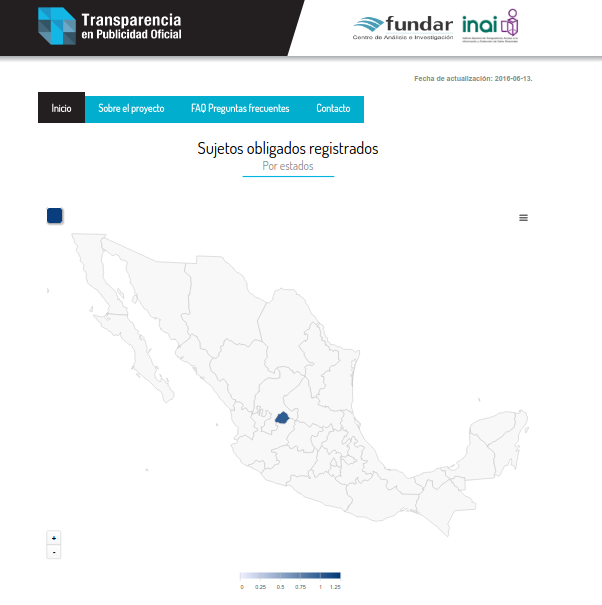 Transparencia
en Publicidad Oficial
fundar
Centro de Análisis e Investigación
inai
Fecha de actualización: 2016-06-13.
Inicio
Sobre el proyecto
FAQ Preguntas frecuentes
Contacto
Sujetos obligados registrados
Por estados
+
-
0 0.25 0.5 0.75 1 1.25